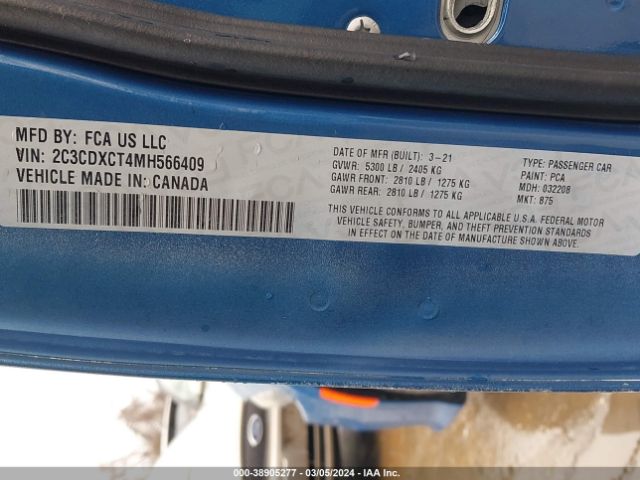 MFD BY: FCA US LLC
VIN: 2C3CDXCT4MH566409
VEHICLE MADE IN: CANADA
DATE OF MFR (BUILT): 3-21
GVWR: 5300 LB / 2405 KG
GAWR FRONT: 2810 LB / 1275 KG
GAWR REAR: 2810 LB / 1275 KG
TYPE: PASSENGER CAR
PAINT: PCA
MDH: 032208
MKT: 875
THIS VEHICLE CONFORMS TO ALL APPLICABLE U.S.A. FEDERAL MOTOR
VEHICLE SAFETY, BUMPER, AND THEFT PREVENTION STANDARDS
IN EFFECT ON THE DATE OF MANUFACTURE SHOWN ABOVE.
000-38905277 - 03/05/2024 - IAA Inc.